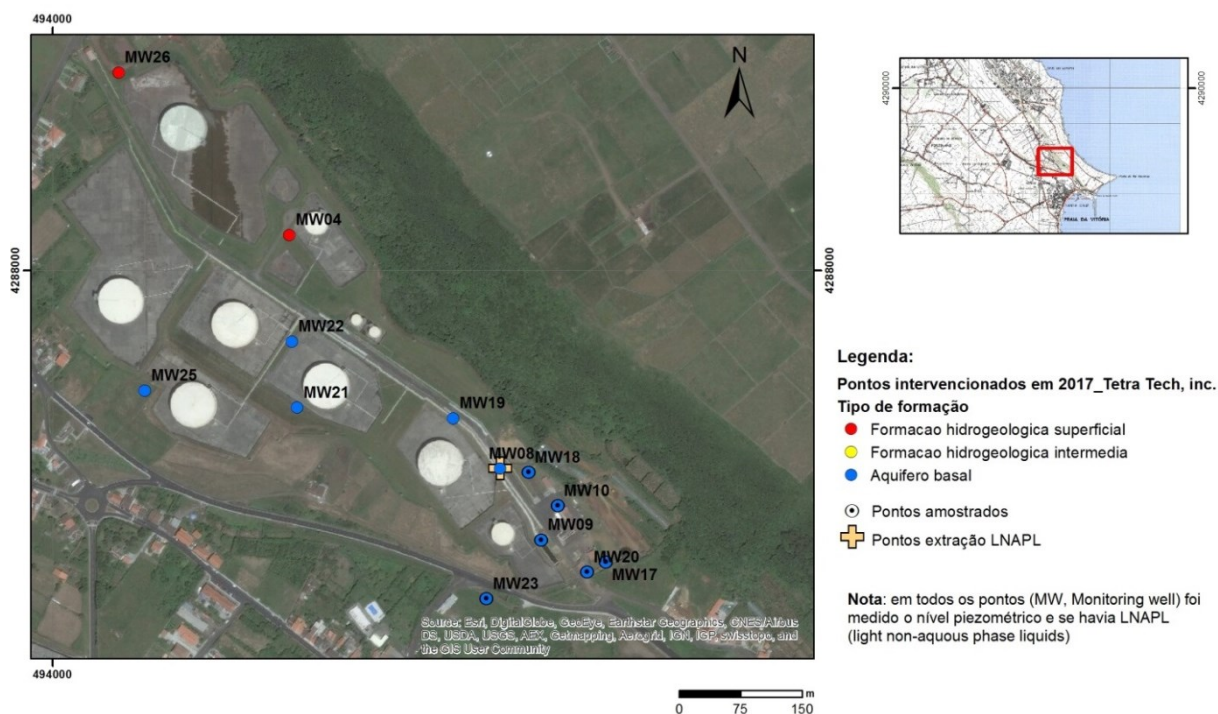 494000
MW26
N
4290000
4290000
MW04
4288000
4288000
PRAIA DA VITÓRIA
MW22
MW25
MW21
MW19
MW08
MW18
MW10
MW09
MW20
MW17
MW23
Source: Esri, DigitalGlobe, GeoEye, Earthstar Geographics, CNES/Airbus
DS, USDA, USGS, AEX, Getmapping, Aerogrid, IGN, IGP, swisstopo, and
the GIS User Community
494000
m
0 75 150
Legenda:
Pontos intervencionados em 2017_Tetra Tech, inc.
Tipo de formação
Formacao hidrogeologica superficial
Formacao hidrogeologica intermedia
Aquifero basal
Pontos amostrados
Pontos extração LNAPL
Nota: em todos os pontos (MW, Monitoring well) foi
medido o nível piezométrico e se havia LNAPL
(light non-aquous phase liquids)